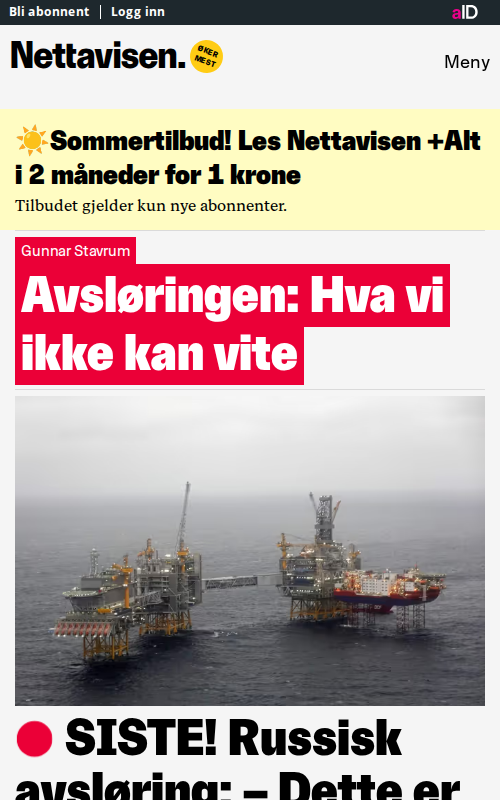 Bli abonnent | Logg inn
aID
Nettavisen.
ØKER
MEST
Meny
☀️Sommertilbud! Les Nettavisen +Alt
i 2 måneder for 1 krone
Tilbudet gjelder kun nye abonnenter.
Gunnar Stavrum
Avsløringen: Hva vi
ikke kan vite
🔴 SISTE! Russisk
avsløring: – Dette er